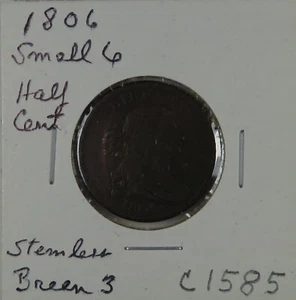 1806
Small 6
Half
Cent
Stemless
Breen 3
C1585